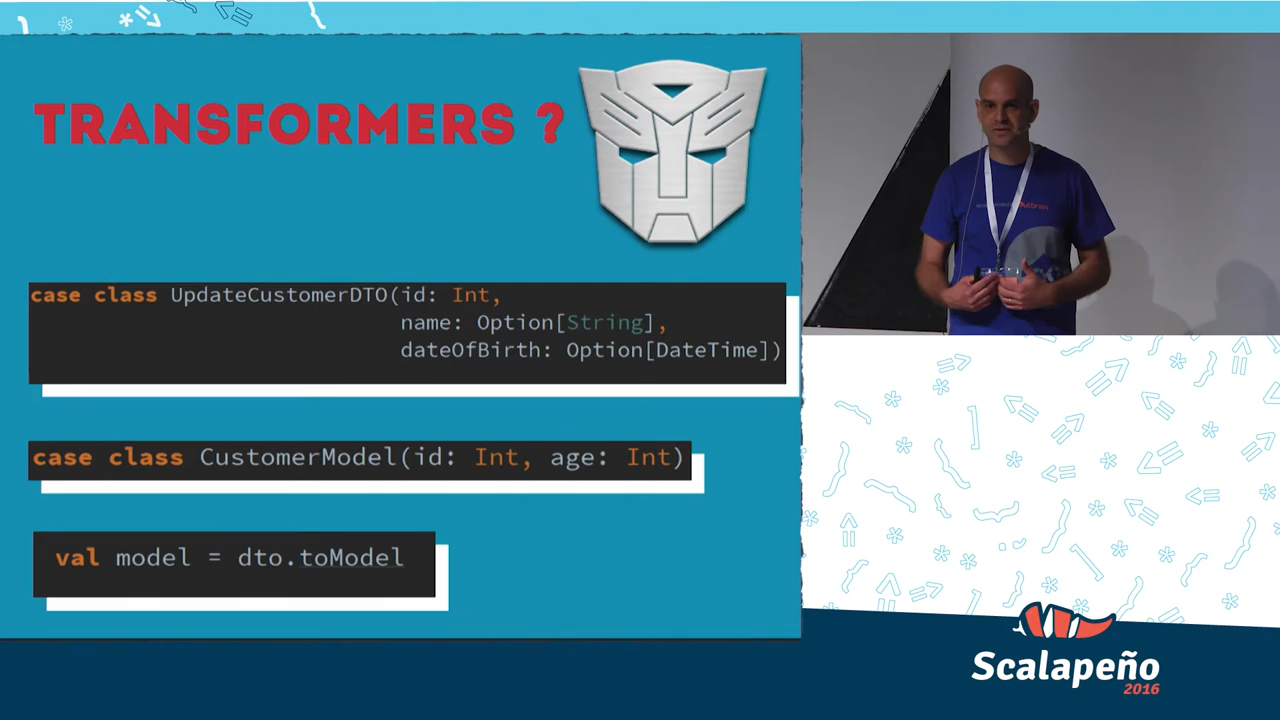 TRANSFORMERS ?
case class UpdateCustomerDTO(id: Int,
name: Option[String],
dateOfBirth: Option[DateTime])
case class CustomerModel(id: Int, age: Int)
val model = dto.toModel
Scalapeño
2016